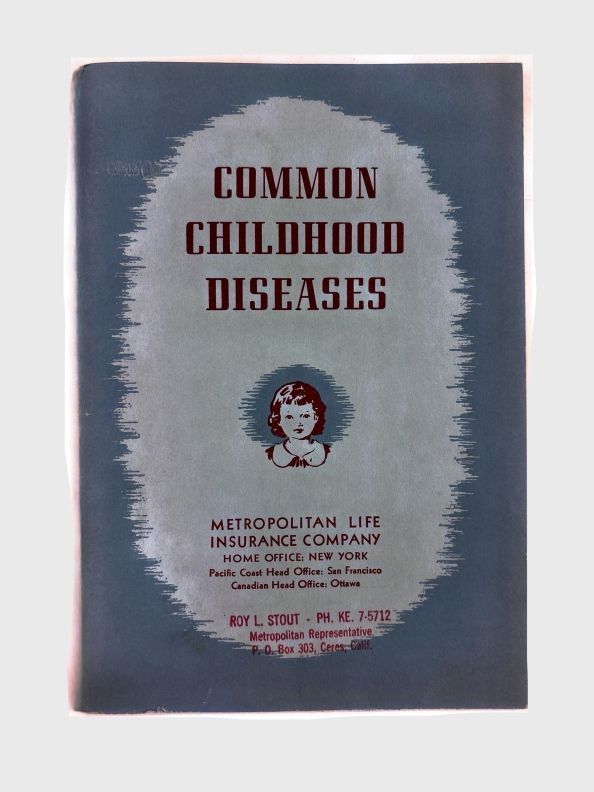 COMMON
CHILDHOOD
DISEASES
METROPOLITAN LIFE
INSURANCE COMPANY
HOME OFFICE: NEW YORK
Pacific Coast Head Office: San Francisco
Canadian Head Office: Ottawa
ROY L. STOUT - PH. KE. 7-5712
Metropolitan Representative
P. O. Box 303, Ceres, Calif.